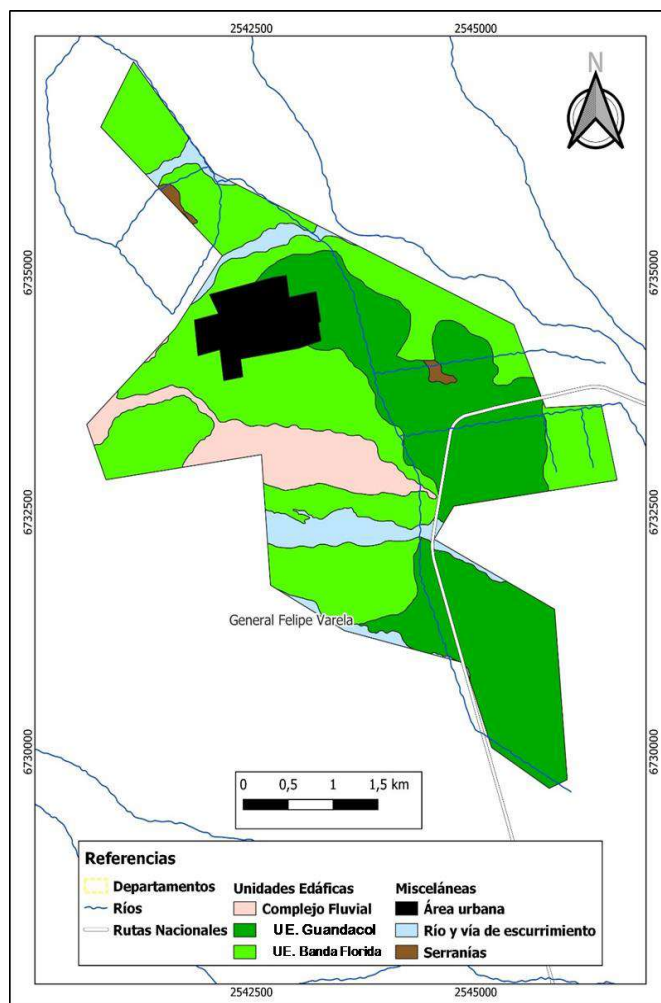 2542500 2545000
N
6735000 6735000
6732500 6732500
General Felipe Varela
6730000 6730000
0 0,5 1 1,5 km
Referencias
Departamentos
Ríos
Rutas Nacionales
Unidades Edáficas
Complejo Fluvial
UE. Guandacol
UE. Banda Florida
Misceláneas
Área urbana
Río y vía de escurrimiento
Serranías
2542500 2545000